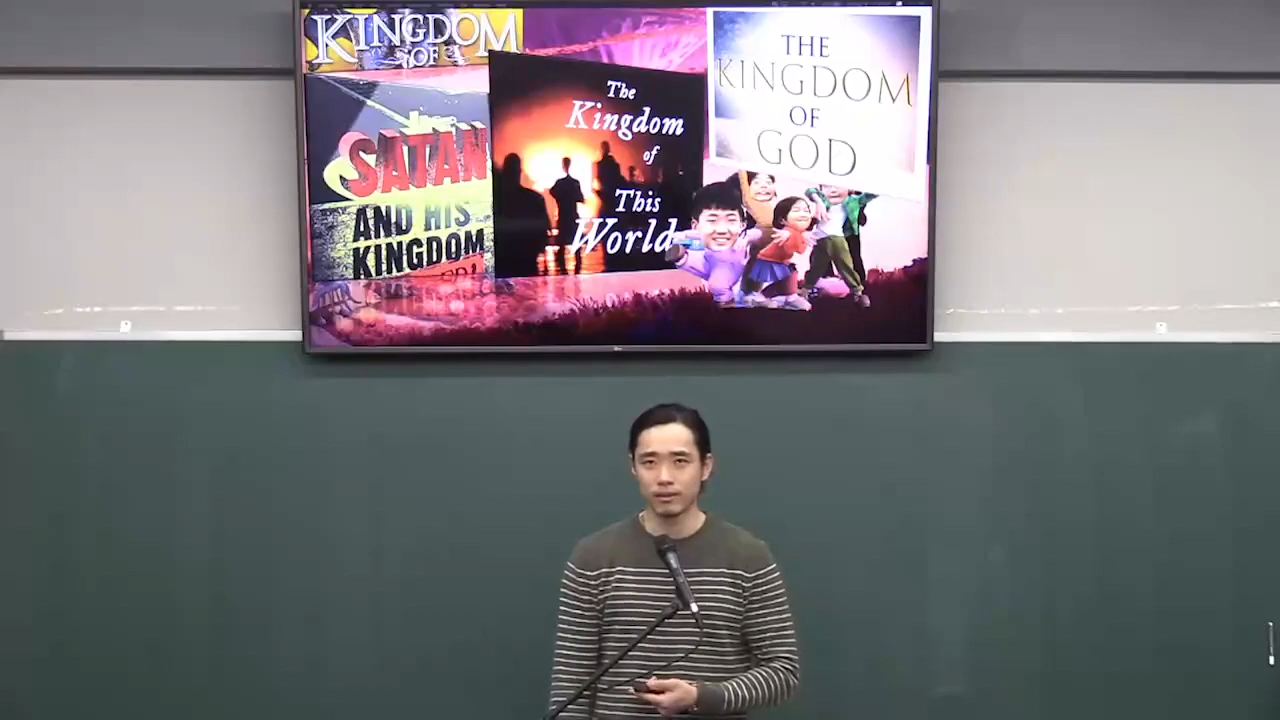 KINGDOM
OF
SATAN
AND HIS
KINGDOM
The
Kingdom
of
This
World
THE
KINGDOM
OF
GOD